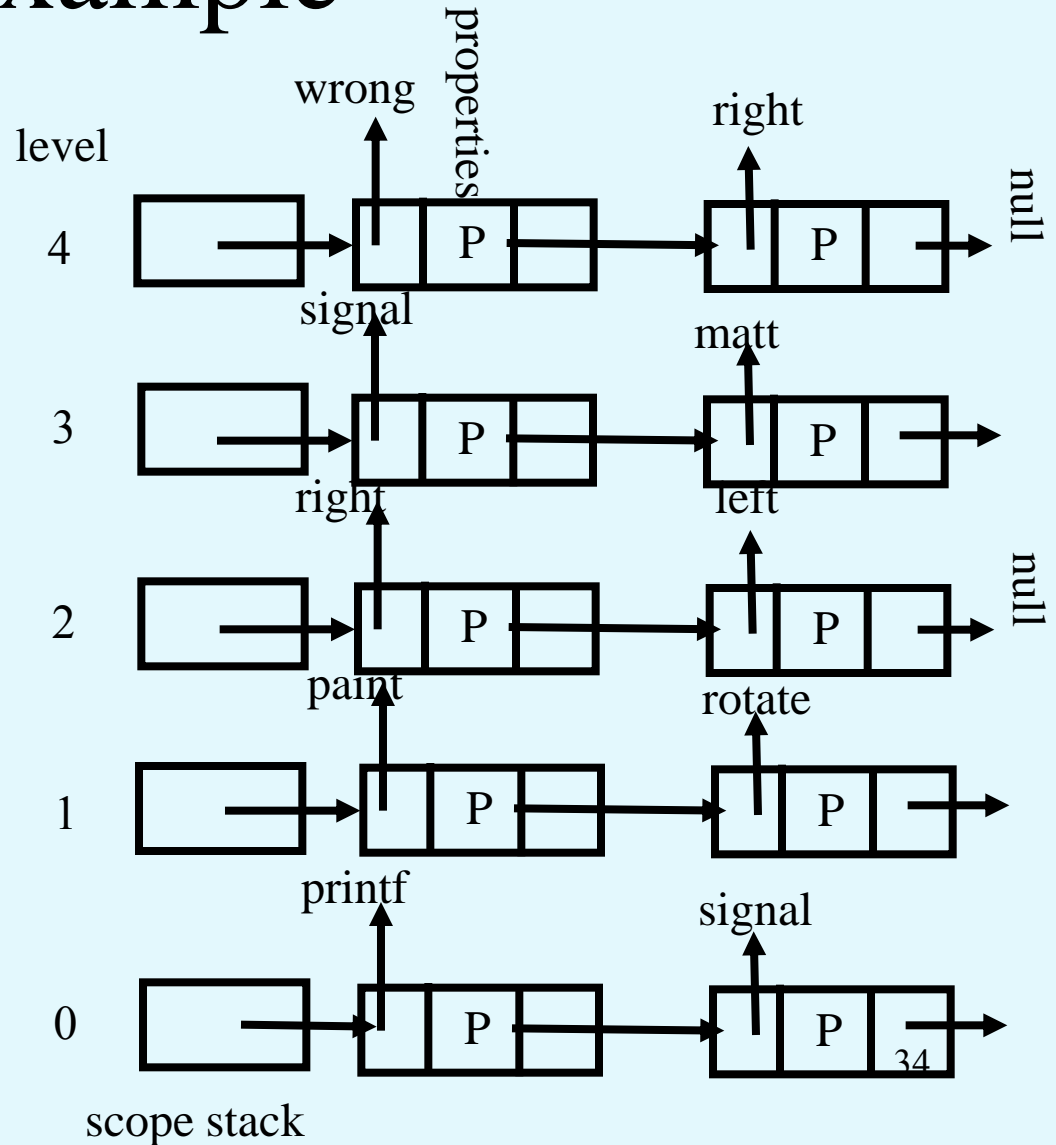 wrong
properties
right
level
null
4
P
P
signal
matt
3
P
P
right
left
null
2
P
P
paint
rotate
1
P
P
printf
signal
0
P
P
34
scope stack